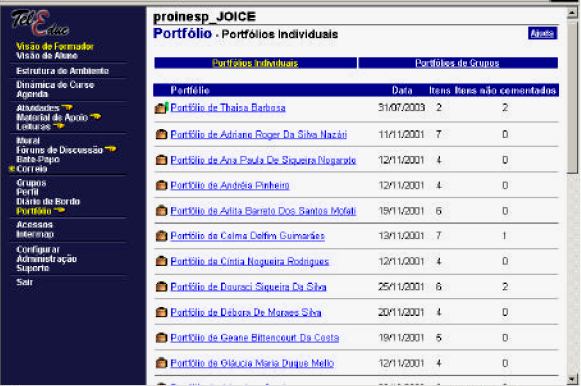 TelEduc
Visão de Formador
Visão de Aluno
Estrutura do Ambiente
Dinâmica do Curso
Agenda
Atividades
Material de Apoio
Leituras
Mural
Fóruns de Discussão
Bate-Papo
Correio
Grupos
Perfil
Diário de Bordo
Portfólio
Acessos
Intermap
Configurar
Administração
Suporte
Sair
proinesp_JOICE
Portfólio - Portfólios Individuais
Ajuda
Portfólios Individuais Portfólios de Grupos
Portfólio Data Itens Itens não comentados
Portfólio de Thaisa Barbosa 31/07/2003 2 2
Portfólio de Adriane Roger Da Silva Nazári 11/11/2001 7 0
Portfólio de Ana Paula De Siqueira Nogaroto 12/11/2001 4 0
Portfólio de Andréia Pinheiro 12/11/2001 4 0
Portfólio de Arlita Barreto Dos Santos Mofati 19/11/2001 6 0
Portfólio de Celma Delfim Guimarães 13/11/2001 7 1
Portfólio de Cíntia Nogueira Rodrigues 12/11/2001 4 0
Portfólio de Douraci Siqueira Da Silva 25/11/2001 6 2
Portfólio de Débora De Moraes Silva 20/11/2001 4 0
Portfólio de Geane Bittencourt Da Costa 19/11/2001 5 0
Portfólio de Gláucia Maria Duque Mello 12/11/2001 4 0